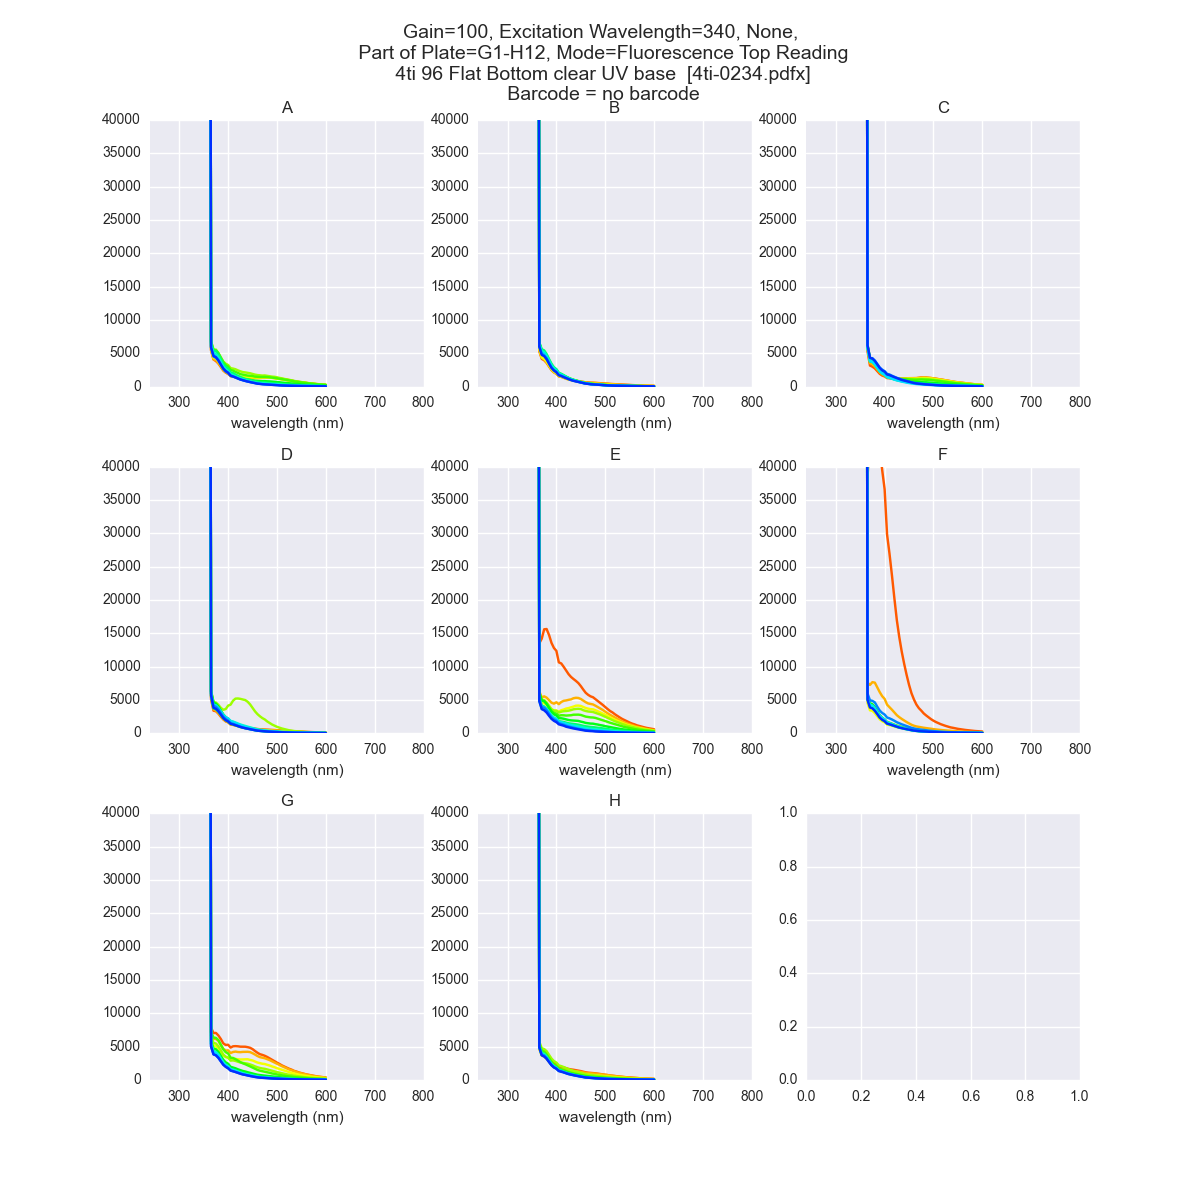 Gain=100, Excitation Wavelength=340, None,
Part of Plate=G1-H12, Mode=Fluorescence Top Reading
4ti 96 Flat Bottom clear UV base  [4ti-0234.pdfx]
Barcode = no barcode
A
40000
35000
30000
25000
20000
15000
10000
5000
0
300 400 500 600 700 800
wavelength (nm)
B
40000
35000
30000
25000
20000
15000
10000
5000
0
300 400 500 600 700 800
wavelength (nm)
C
40000
35000
30000
25000
20000
15000
10000
5000
0
300 400 500 600 700 800
wavelength (nm)
D
40000
35000
30000
25000
20000
15000
10000
5000
0
300 400 500 600 700 800
wavelength (nm)
E
40000
35000
30000
25000
20000
15000
10000
5000
0
300 400 500 600 700 800
wavelength (nm)
F
40000
35000
30000
25000
20000
15000
10000
5000
0
300 400 500 600 700 800
wavelength (nm)
G
40000
35000
30000
25000
20000
15000
10000
5000
0
300 400 500 600 700 800
wavelength (nm)
H
40000
35000
30000
25000
20000
15000
10000
5000
0
300 400 500 600 700 800
wavelength (nm)
1.0
0.8
0.6
0.4
0.2
0.0
0.0 0.2 0.4 0.6 0.8 1.0